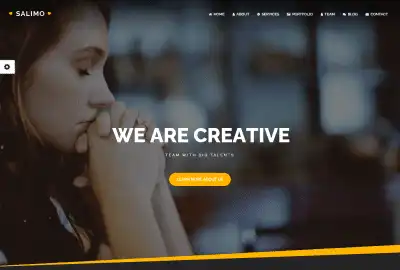 SALIMO
HOME ABOUT SERVICES PORTFOLIO TEAM BLOG CONTACT
WE ARE CREATIVE
TEAM WITH BIG TALENTS
LEARN MORE ABOUT US